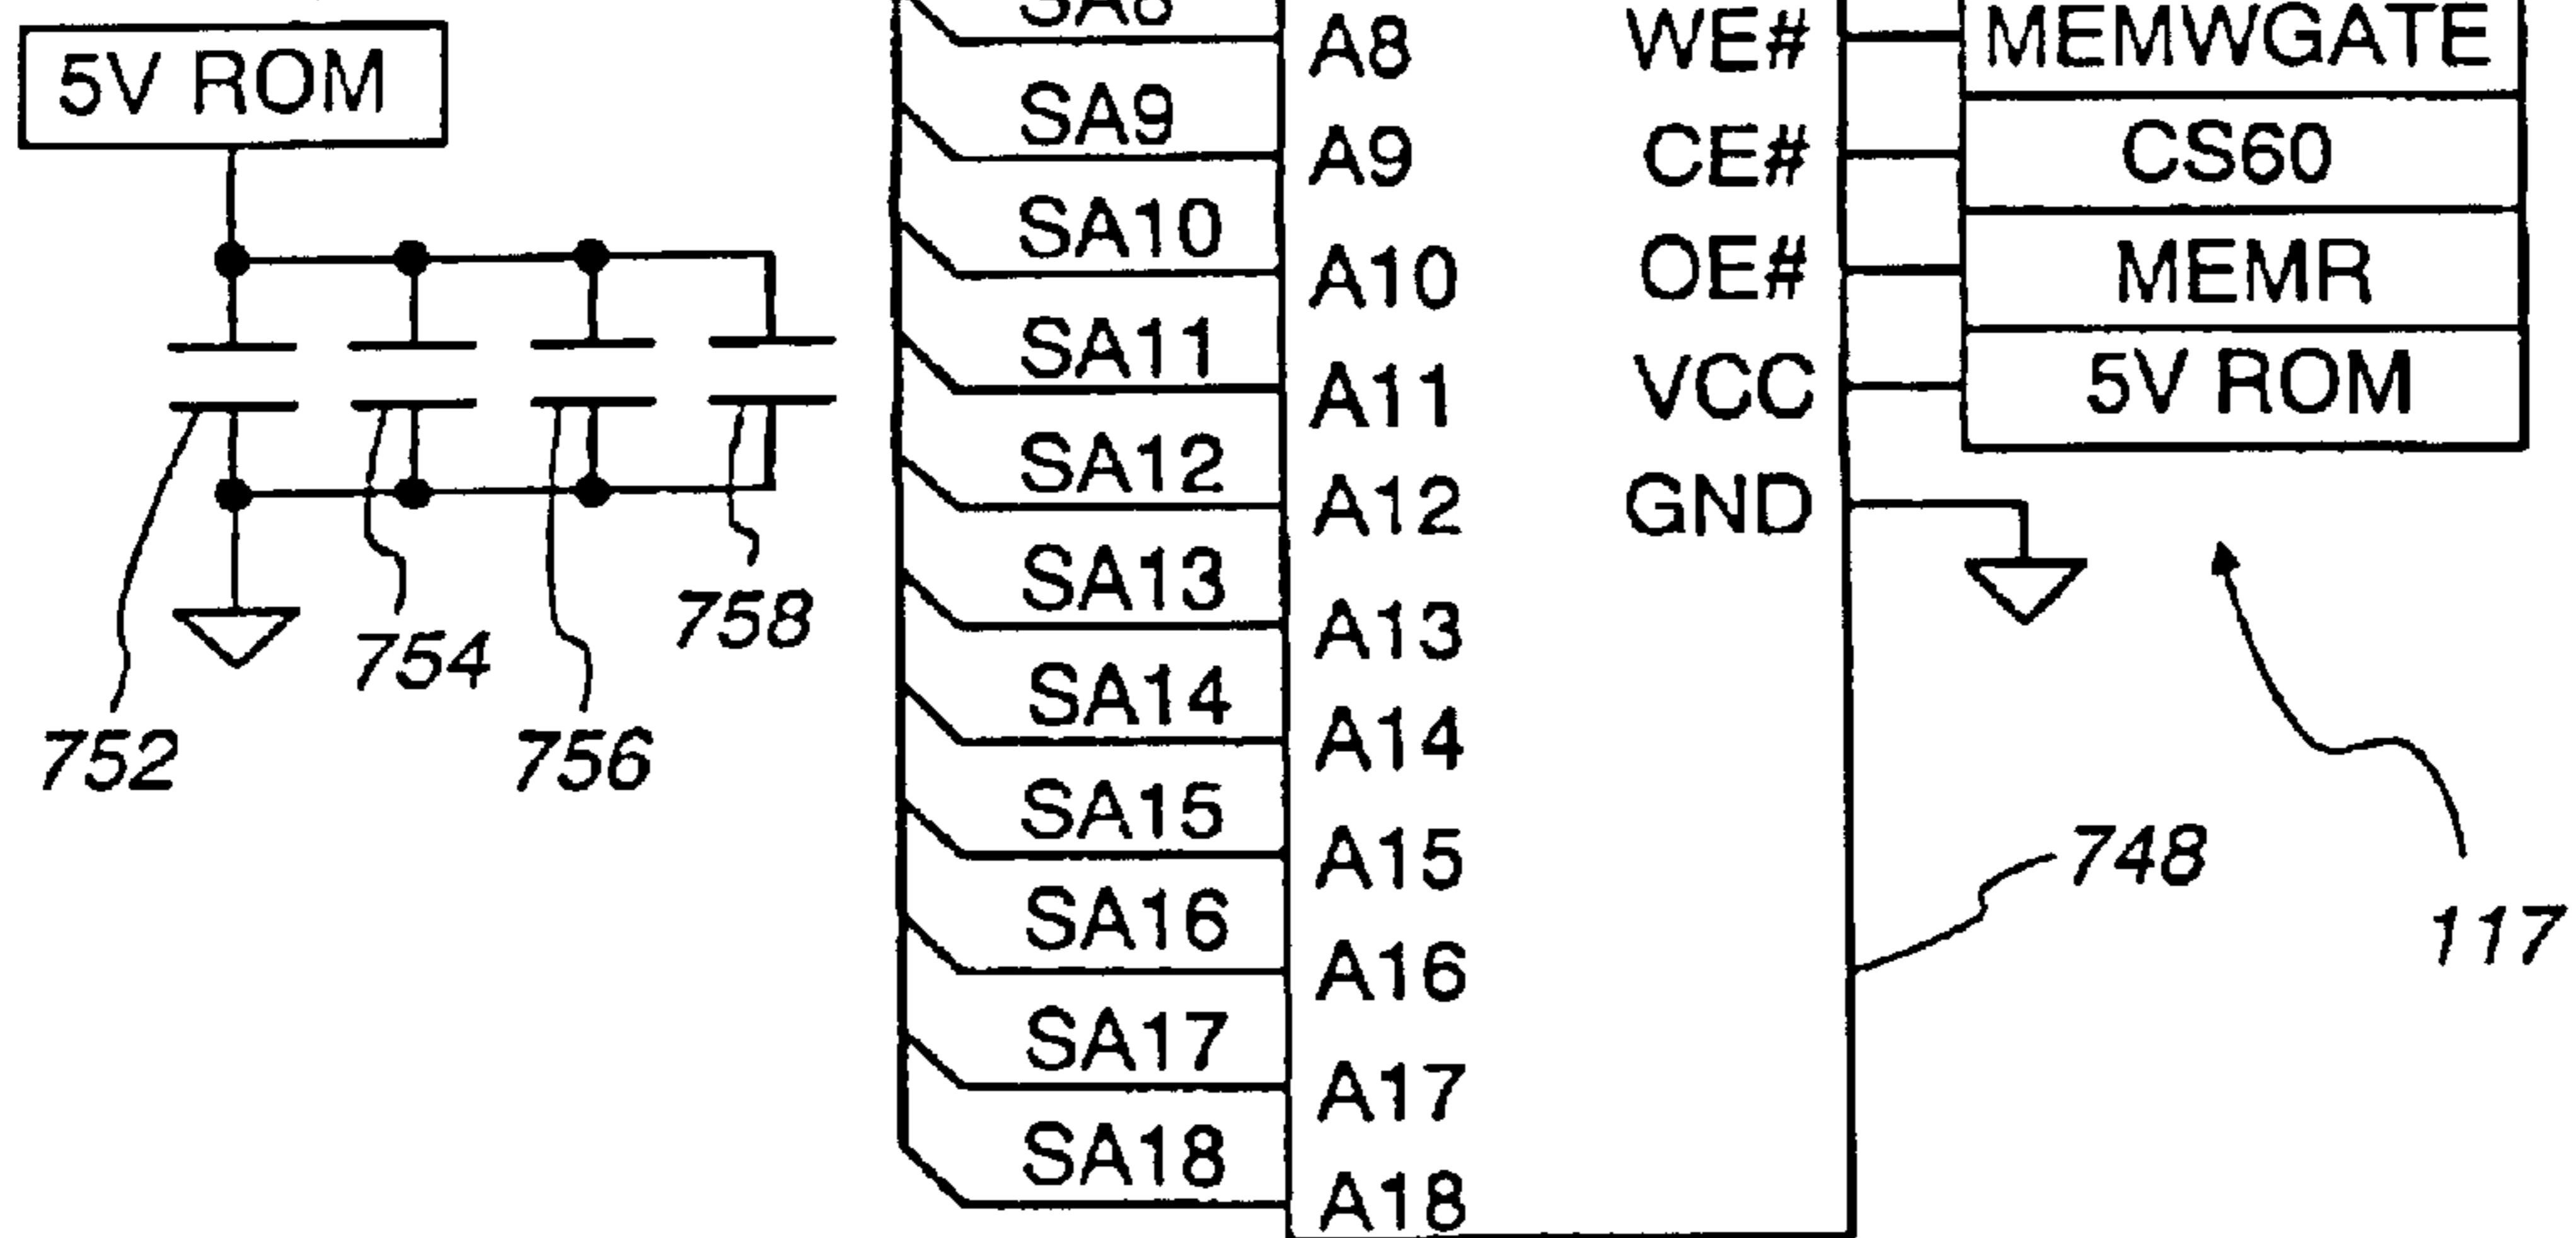 5V ROM
752
754
756
758
SA8
SA9
SA10
SA11
SA12
SA13
SA14
SA15
SA16
SA17
SA18
A8
A9
A10
A11
A12
A13
A14
A15
A16
A17
A18
WE#
CE#
OE#
VCC
GND
MEMWGATE
CS60
MEMR
5V ROM
748
117